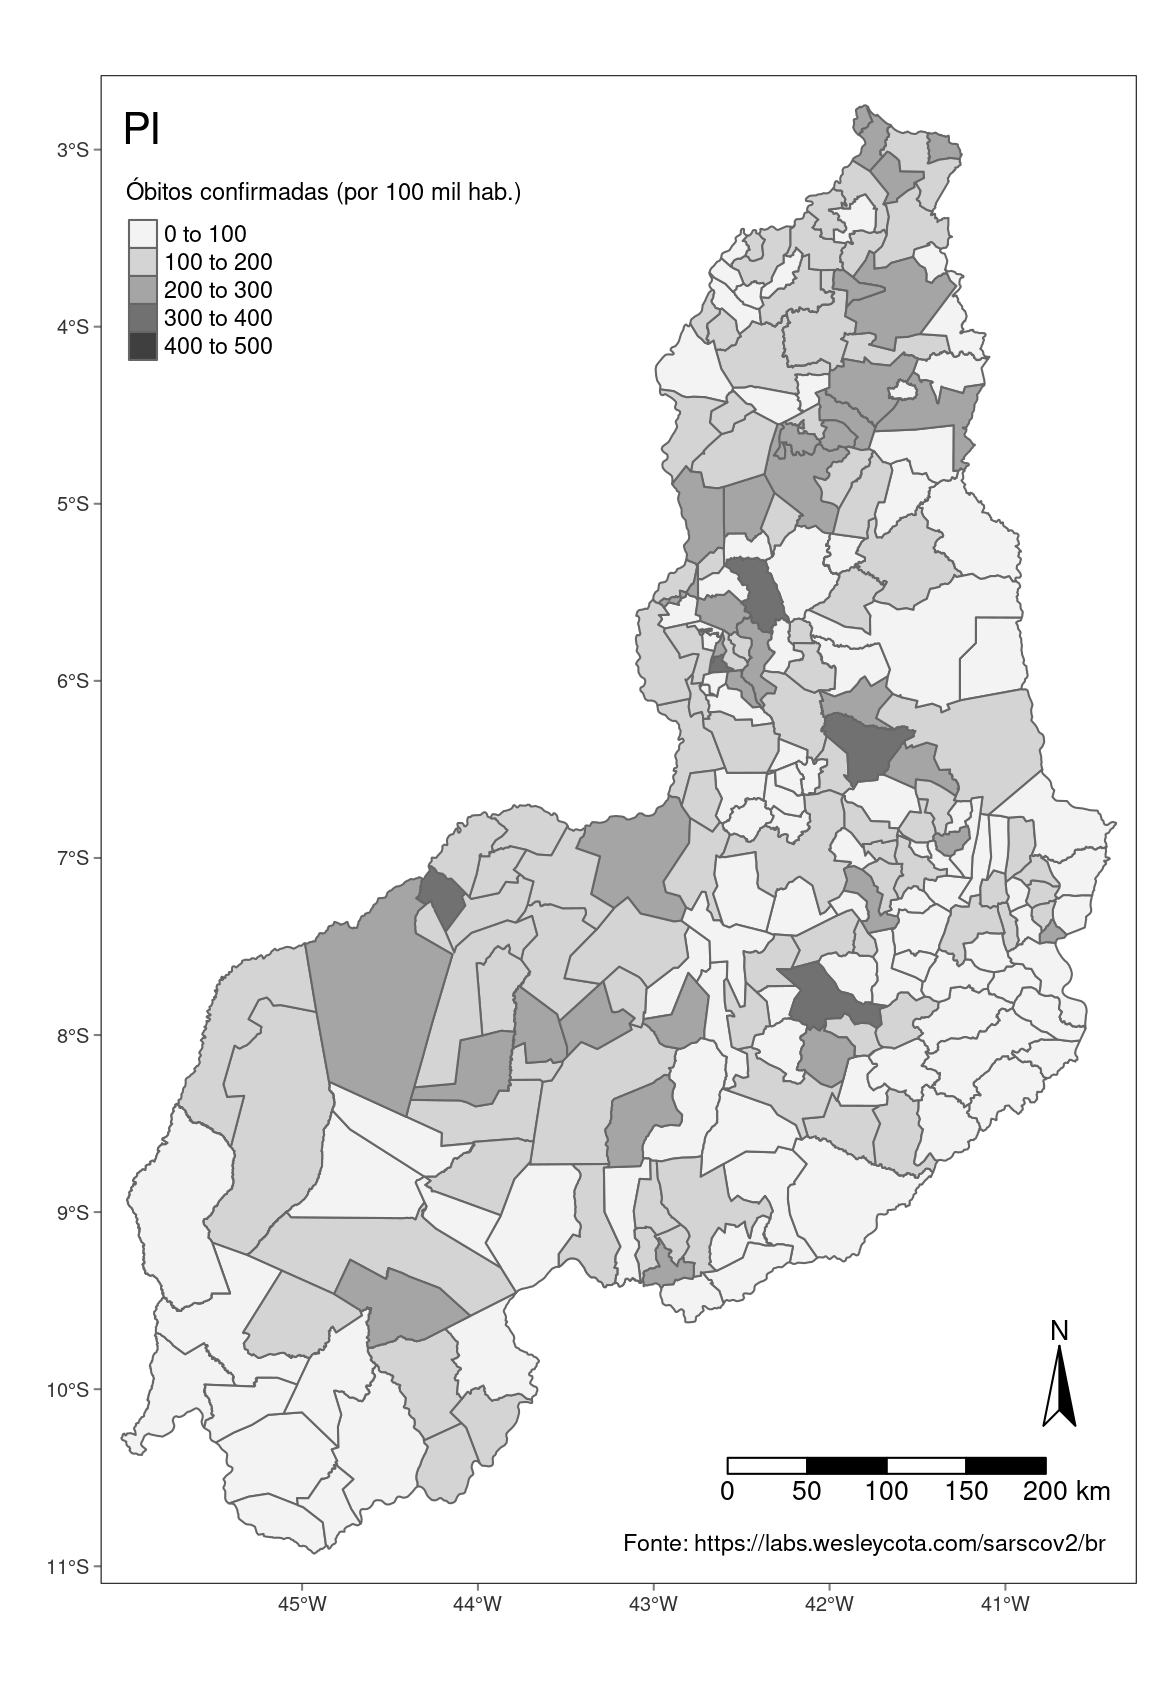 PI
Óbitos confirmadas (por 100 mil hab.)
0 to 100
100 to 200
200 to 300
300 to 400
400 to 500
3°S
4°S
5°S
6°S
7°S
8°S
9°S
10°S
11°S
N
0 50 100 150 200 km
Fonte: https://labs.wesleycota.com/sarscov2/br
45°W 44°W 43°W 42°W 41°W